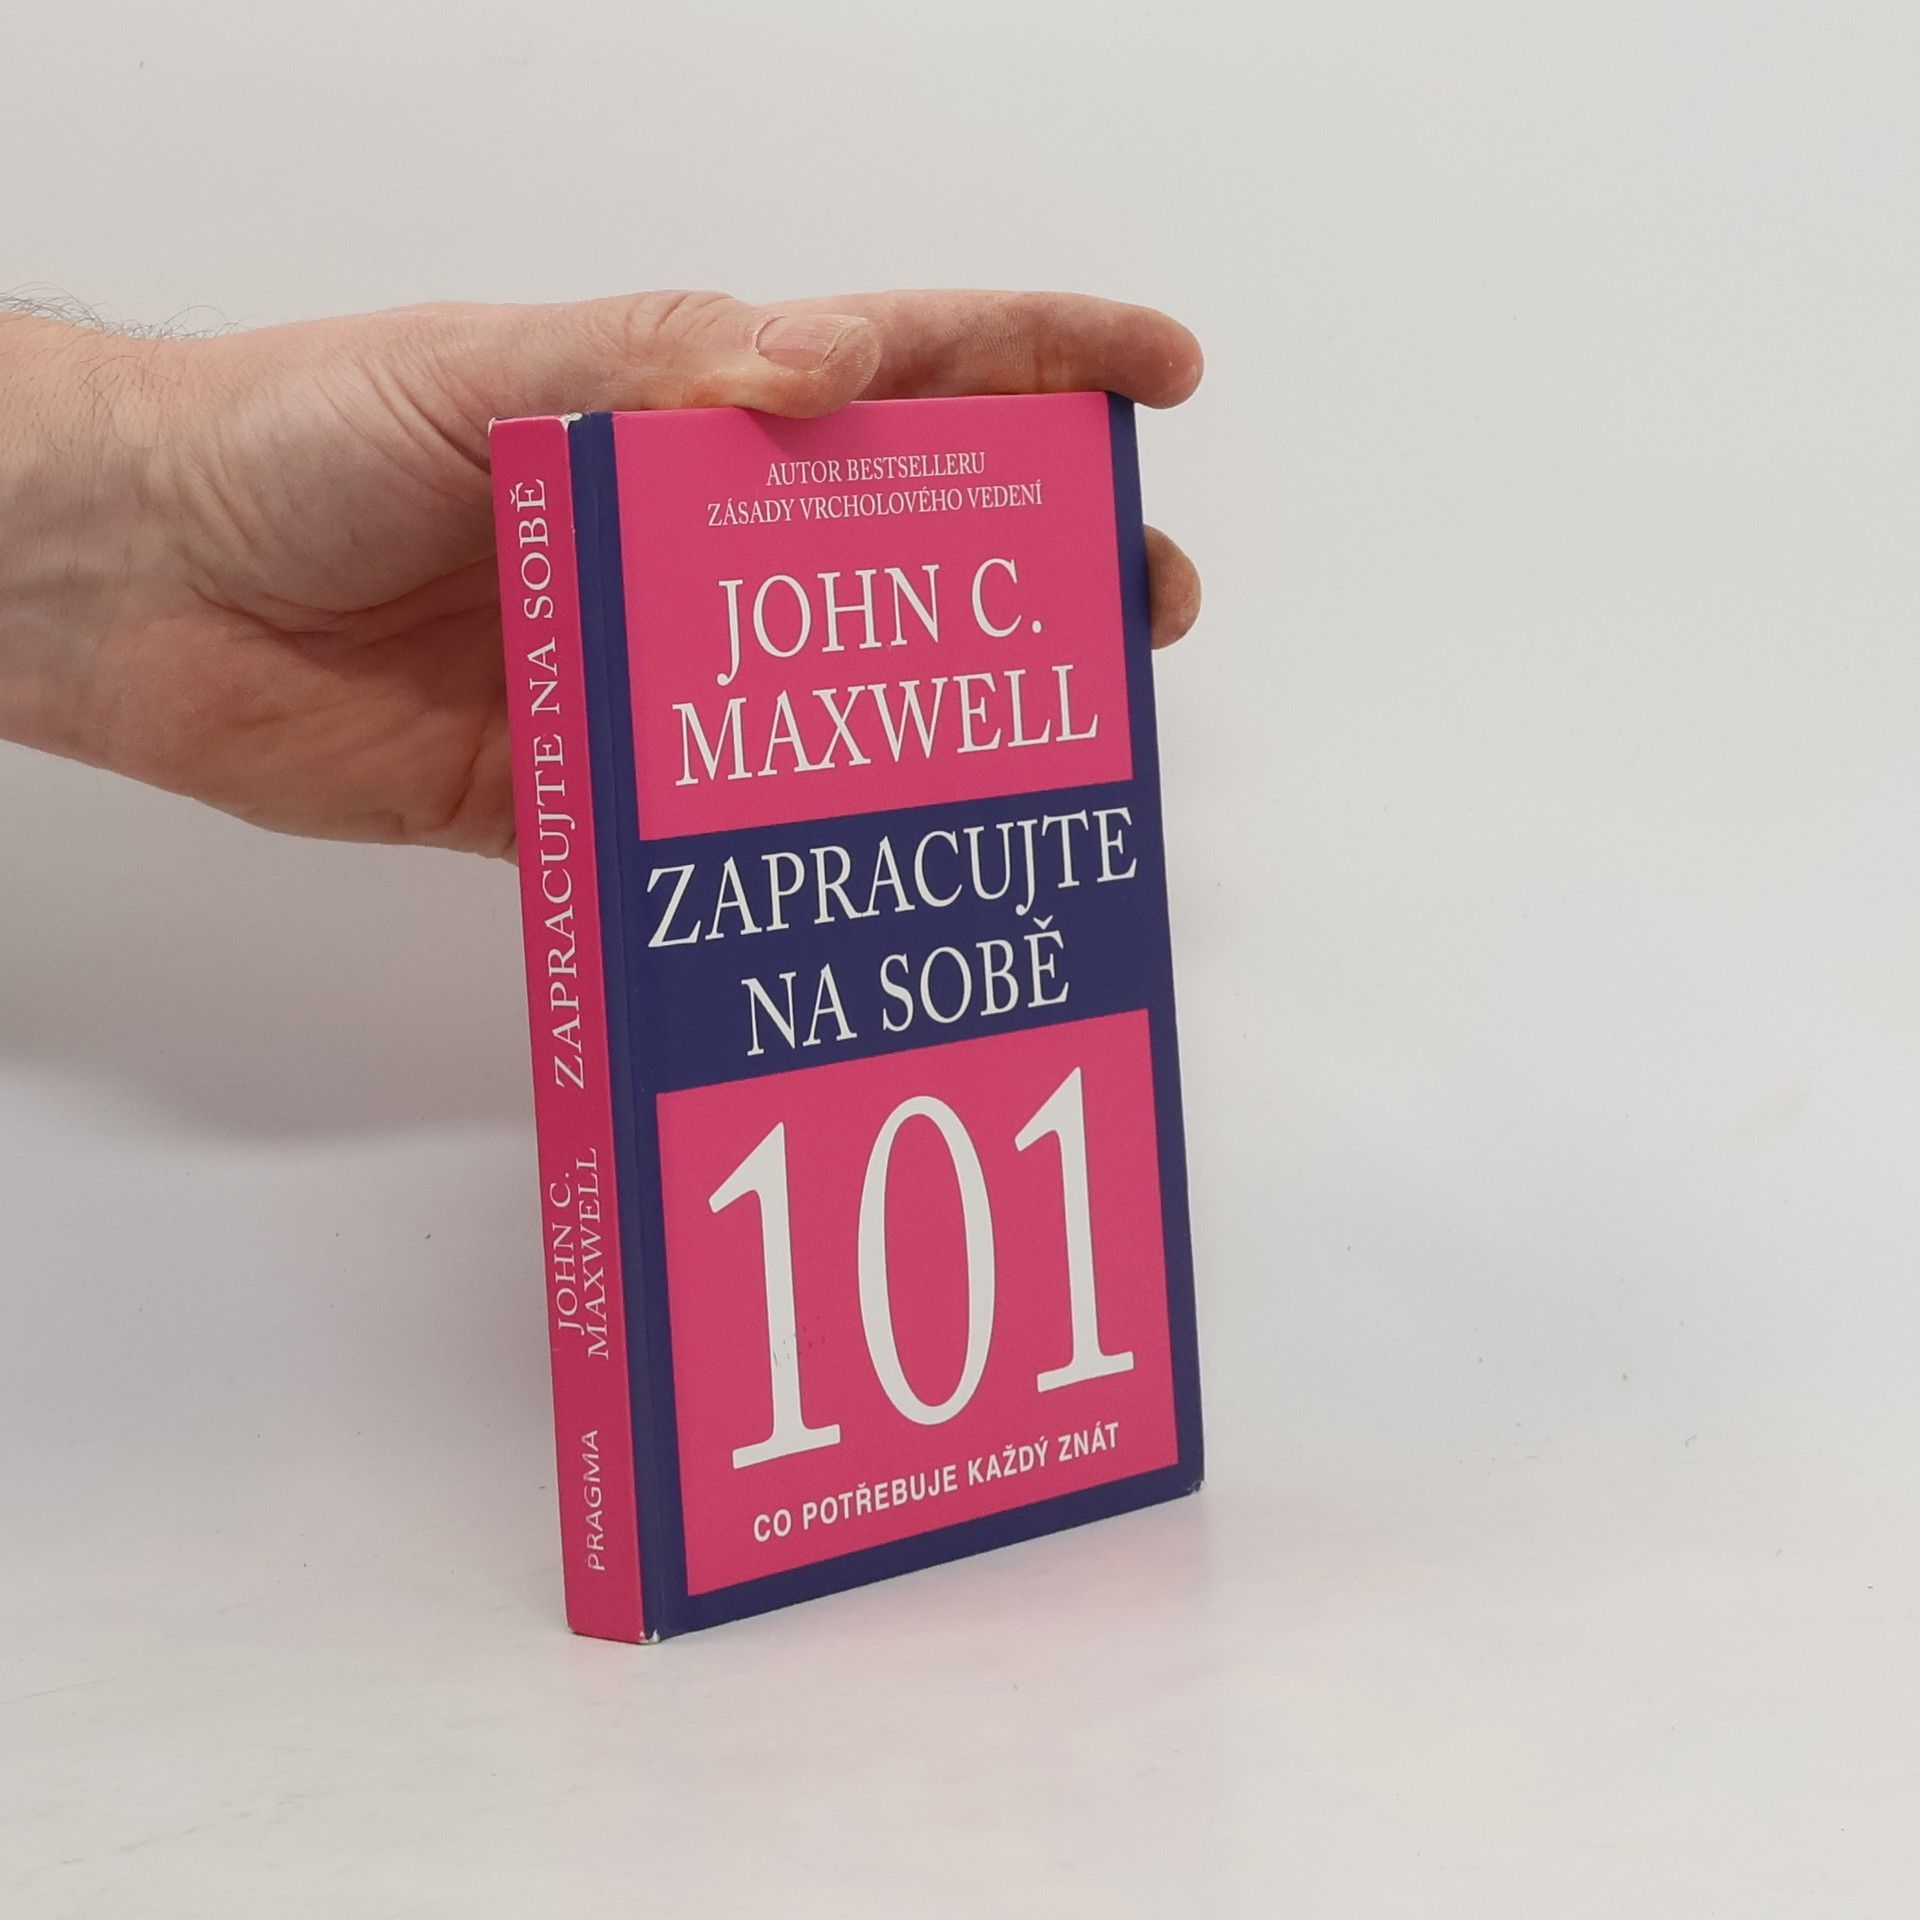 AUTOR BESTSELLERU
ZÁSADY VRCHOLOVÉHO VEDENÍ
JOHN C.
MAXWELL
ZAPRACUJTE
NA SOBĚ
101
CO POTŘEBUJE KAŽDÝ ZNÁT
PRAGMA
JOHN C.
MAXWELL
ZAPRACUJTE NA SOBĚ